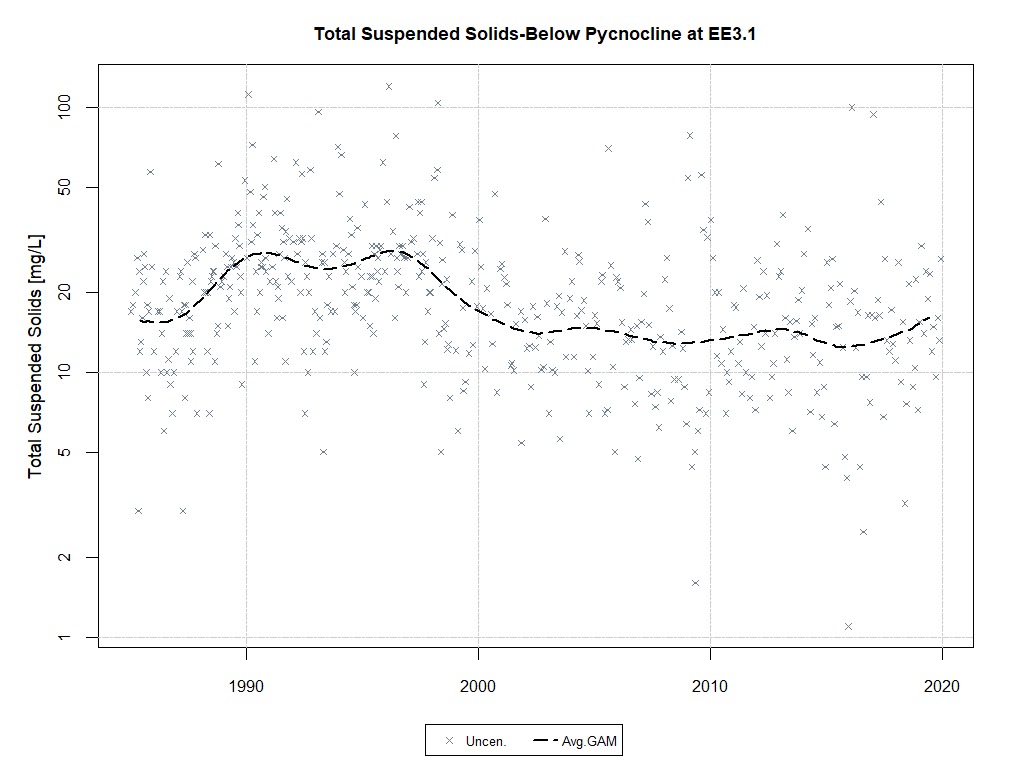 Total Suspended Solids-Below Pycnocline at EE3.1
Total Suspended Solids [mg/L]
100
50
20
10
5
2
1
1990 2000 2010 2020
Uncen. Avg.GAM